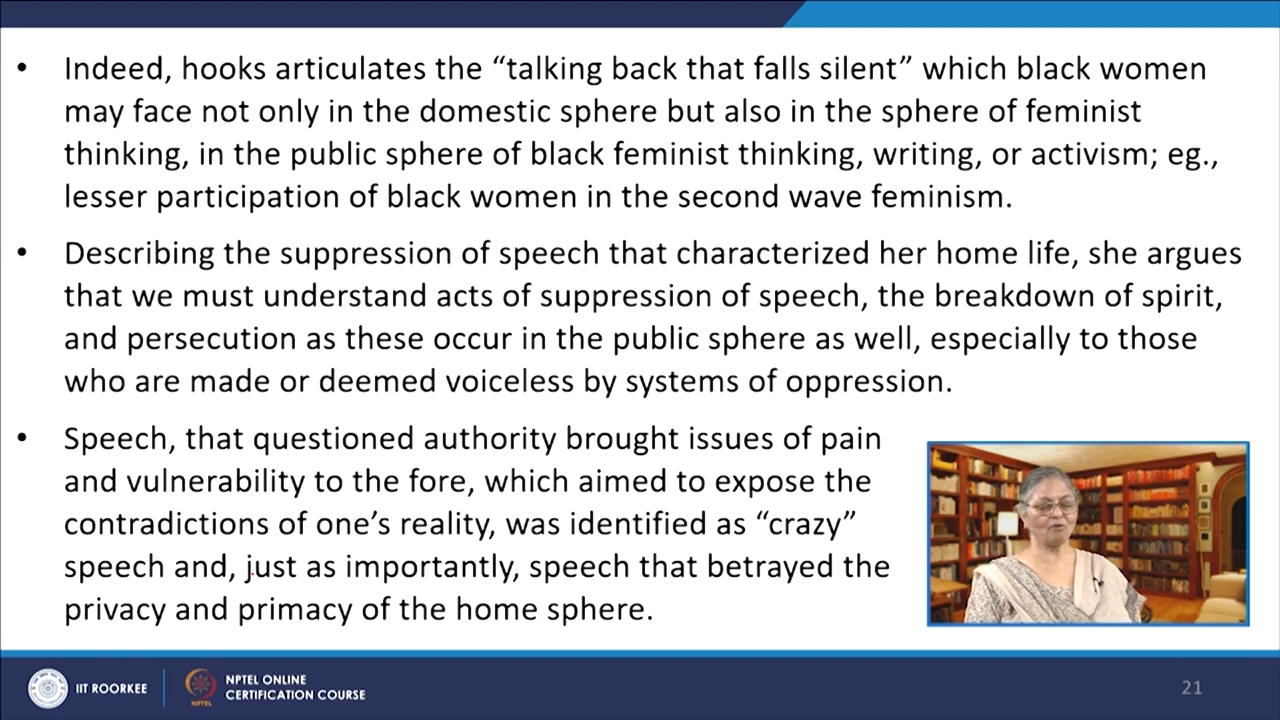 • Indeed, hooks articulates the “talking back that falls silent” which black women
may face not only in the domestic sphere but also in the sphere of feminist
thinking, in the public sphere of black feminist thinking, writing, or activism; eg.,
lesser participation of black women in the second wave feminism.
• Describing the suppression of speech that characterized her home life, she argues
that we must understand acts of suppression of speech, the breakdown of spirit,
and persecution as these occur in the public sphere as well, especially to those
who are made or deemed voiceless by systems of oppression.
• Speech, that questioned authority brought issues of pain
and vulnerability to the fore, which aimed to expose the
contradictions of one’s reality, was identified as “crazy”
speech and, just as importantly, speech that betrayed the
privacy and primacy of the home sphere.
IIT ROORKEE
NPTEL
NPTEL ONLINE
CERTIFICATION COURSE
21